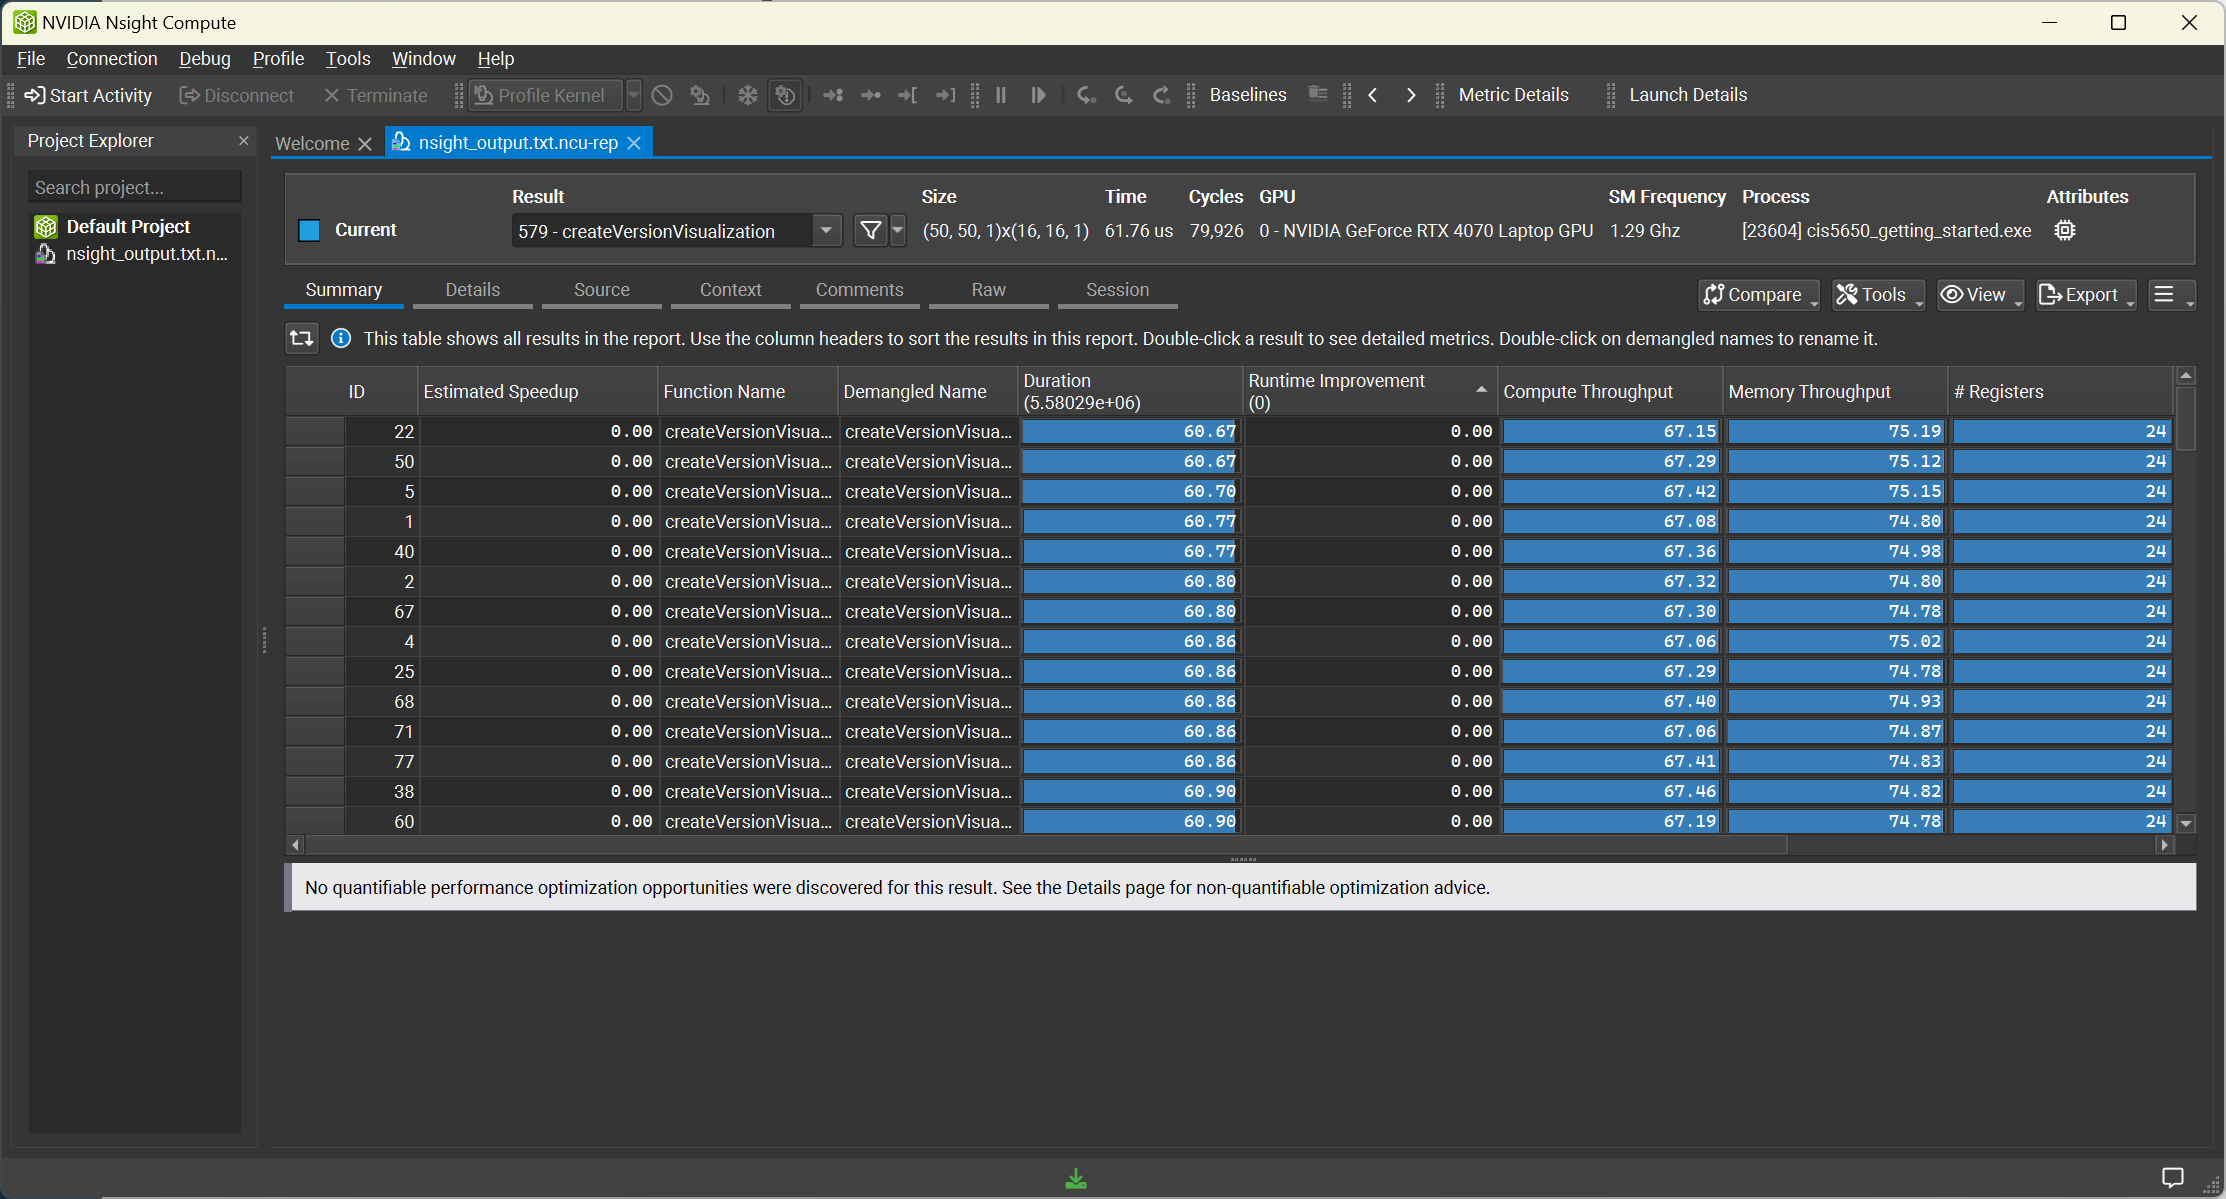 NVIDIA Nsight Compute
File Connection Debug Profile Tools Window Help
Start Activity Disconnect Terminate Profile Kernel Baselines Metric Details Launch Details
Project Explorer
Welcome nsight_output.txt.ncu-rep
Search project...
Default Project
nsight_output.txt.n...
Result Size Time Cycles GPU SM Frequency Process Attributes
Current 579 - createVersionVisualization (50, 50, 1)x(16, 16, 1) 61.76 us 79,926 0 - NVIDIA GeForce RTX 4070 Laptop GPU 1.29 Ghz [23604] cis5650_getting_started.exe
Summary Details Source Context Comments Raw Session Compare Tools View Export
This table shows all results in the report. Use the column headers to sort the results in this report. Double-click a result to see detailed metrics. Double-click on demangled names to rename it.
ID Estimated Speedup Function Name Demangled Name Duration (5.58029e+06) Runtime Improvement (0) Compute Throughput Memory Throughput # Registers
22 0.00 createVersionVisua... createVersionVisua... 60.67 0.00 67.15 75.19 24
50 0.00 createVersionVisua... createVersionVisua... 60.67 0.00 67.29 75.12 24
5 0.00 createVersionVisua... createVersionVisua... 60.70 0.00 67.42 75.15 24
1 0.00 createVersionVisua... createVersionVisua... 60.77 0.00 67.08 74.80 24
40 0.00 createVersionVisua... createVersionVisua... 60.77 0.00 67.36 74.98 24
2 0.00 createVersionVisua... createVersionVisua... 60.80 0.00 67.32 74.80 24
67 0.00 createVersionVisua... createVersionVisua... 60.80 0.00 67.30 74.78 24
4 0.00 createVersionVisua... createVersionVisua... 60.86 0.00 67.06 75.02 24
25 0.00 createVersionVisua... createVersionVisua... 60.86 0.00 67.29 74.78 24
68 0.00 createVersionVisua... createVersionVisua... 60.86 0.00 67.40 74.93 24
71 0.00 createVersionVisua... createVersionVisua... 60.86 0.00 67.06 74.87 24
77 0.00 createVersionVisua... createVersionVisua... 60.86 0.00 67.41 74.83 24
38 0.00 createVersionVisua... createVersionVisua... 60.90 0.00 67.46 74.82 24
60 0.00 createVersionVisua... createVersionVisua... 60.90 0.00 67.19 74.78 24
No quantifiable performance optimization opportunities were discovered for this result. See the Details page for non-quantifiable optimization advice.